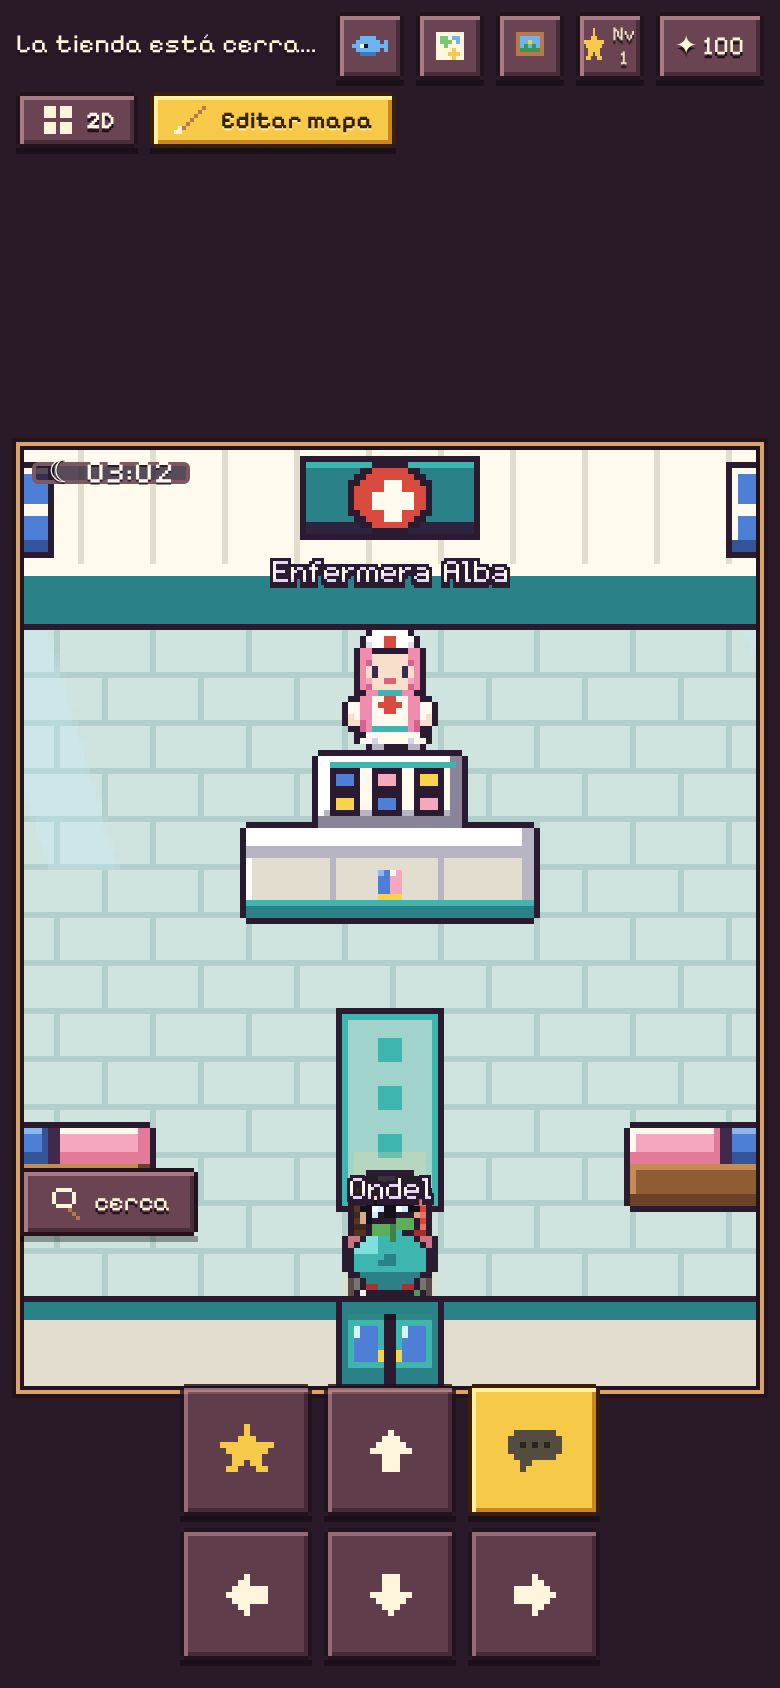 La tienda está cerra...
Nv
1
100
2D
Editar mapa
03:02
Enfermera Alba
Ondel
cerca